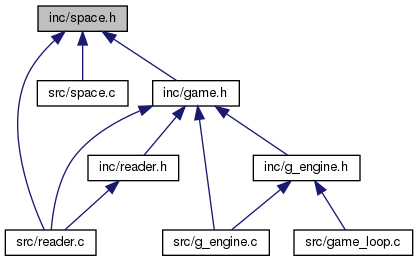 inc/space.h
src/space.c
inc/game.h
inc/reader.h
inc/g_engine.h
src/reader.c
src/g_engine.c
src/game_loop.c